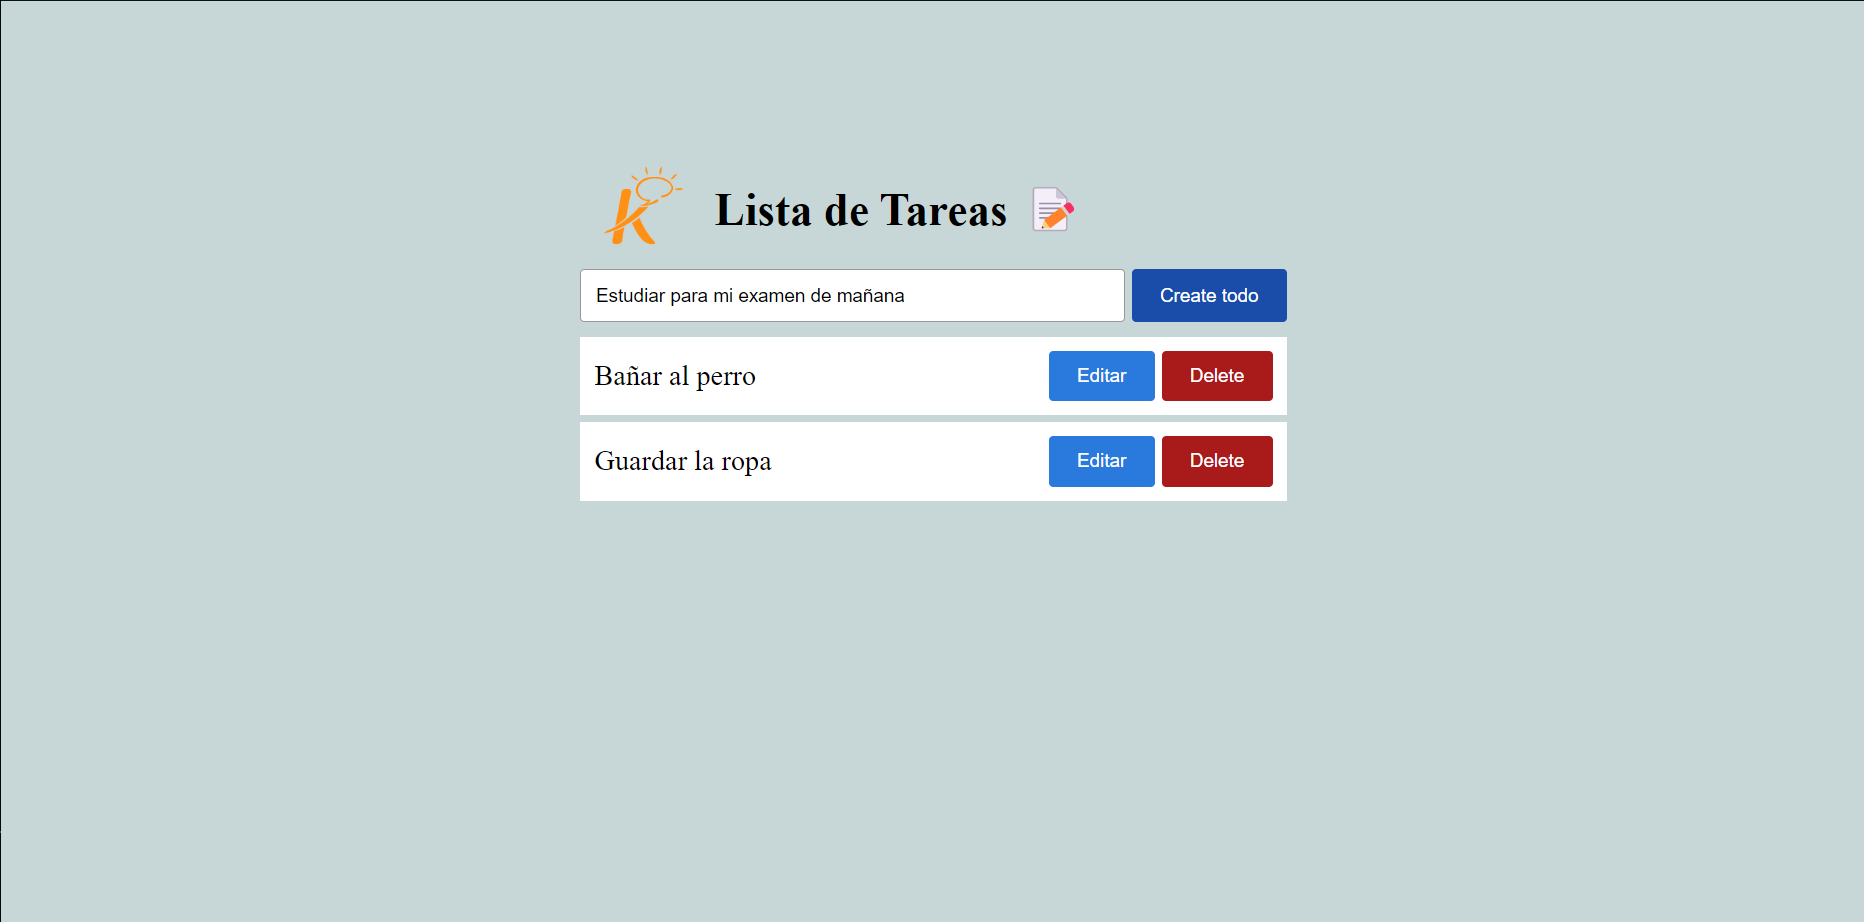 Lista de Tareas
Estudiar para mi examen de mañana
Create todo
Bañar al perro
Editar
Delete
Guardar la ropa
Editar
Delete